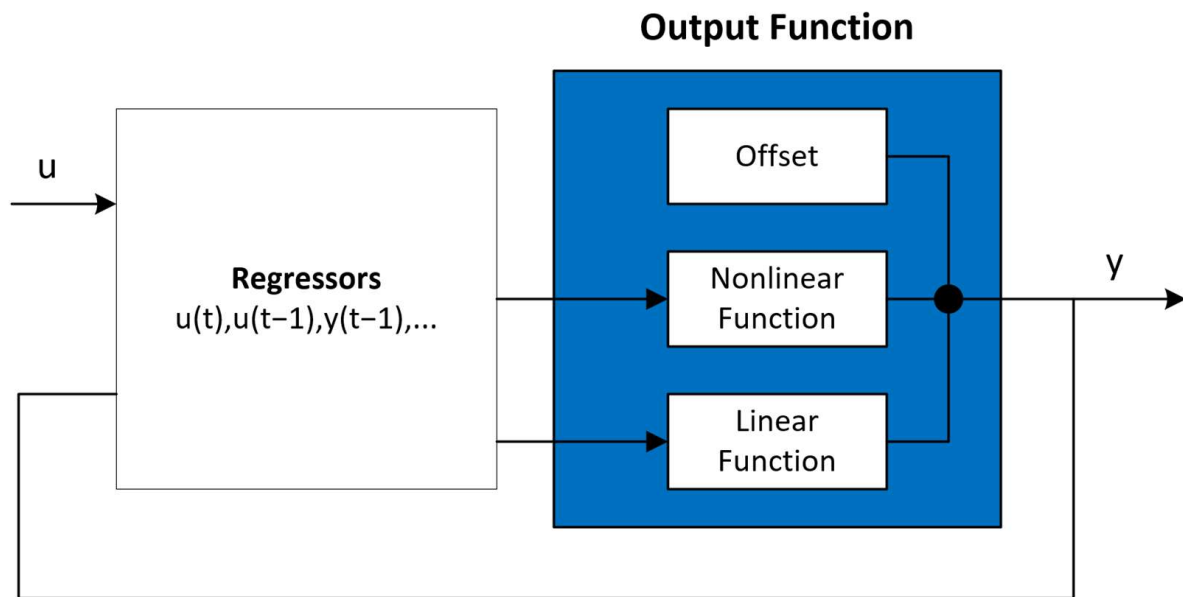 Output Function
u
Regressors
u(t),u(t−1),y(t−1),...
Offset
Nonlinear
Function
Linear
Function
y